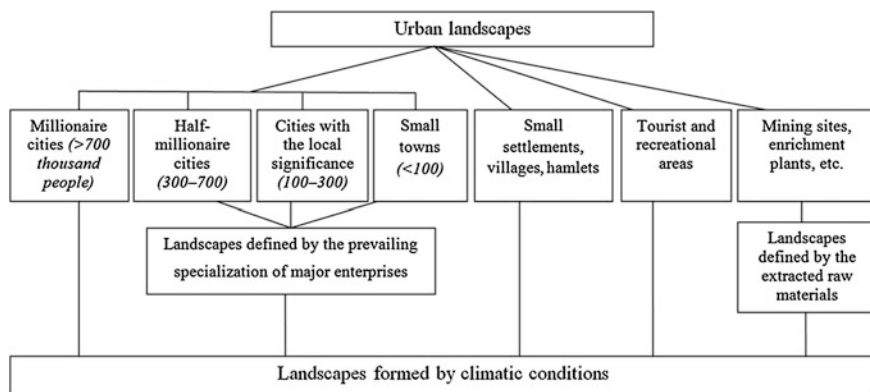 Urban landscapes
Millionaire
cities (>700
thousand
people)
Half-
millionaire
cities
(300–700)
Cities with
the local
significance
(100–300)
Small
towns
(<100)
Small
settlements,
villages, hamlets
Tourist and
recreational
areas
Mining sites,
enrichment
plants, etc.
Landscapes defined by the prevailing
specialization of major enterprises
Landscapes
defined by the
extracted raw
materials
Landscapes formed by climatic conditions